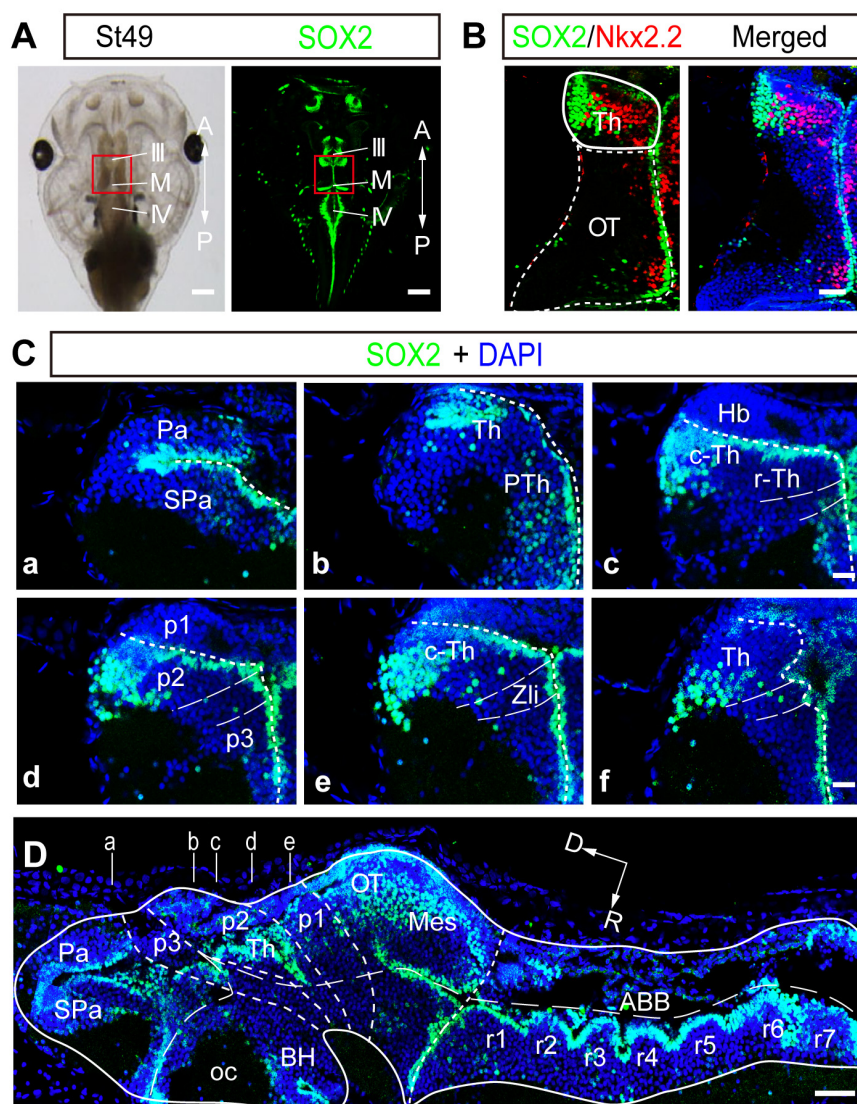 A
St49
SOX2
B
SOX2/Nkx2.2
Merged
A
III
M
IV
P
A
III
M
IV
P
Th
OT
C
SOX2 + DAPI
Pa
SPa
a
Th
PTh
b
Hb
c-Th
r-Th
c
p1
p2
p3
d
c-Th
Zli
e
Th
f
D
a
b
c
d
e
D
R
OT
Mes
p1
p2
p3
Th
Pa
SPa
ABB
BH
oc
r1
r2
r3
r4
r5
r6
r7